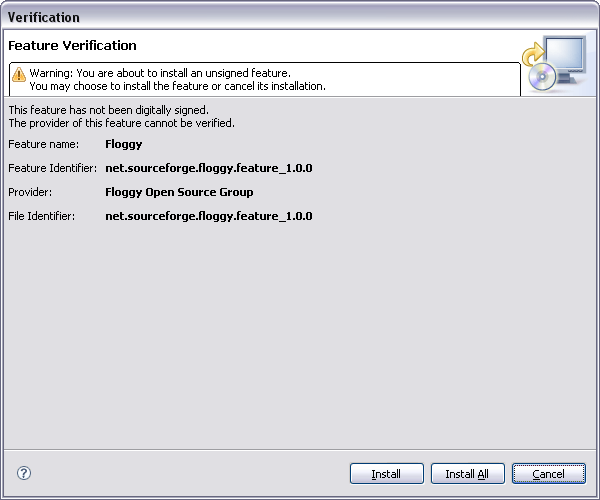 Verification
Feature Verification
Warning: You are about to install an unsigned feature.
You may choose to install the feature or cancel its installation.
This feature has not been digitally signed.
The provider of this feature cannot be verified.
Feature name: Floggy
Feature Identifier: net.sourceforge.floggy.feature_1.0.0
Provider: Floggy Open Source Group
File Identifier: net.sourceforge.floggy.feature_1.0.0
? Install Install All Cancel